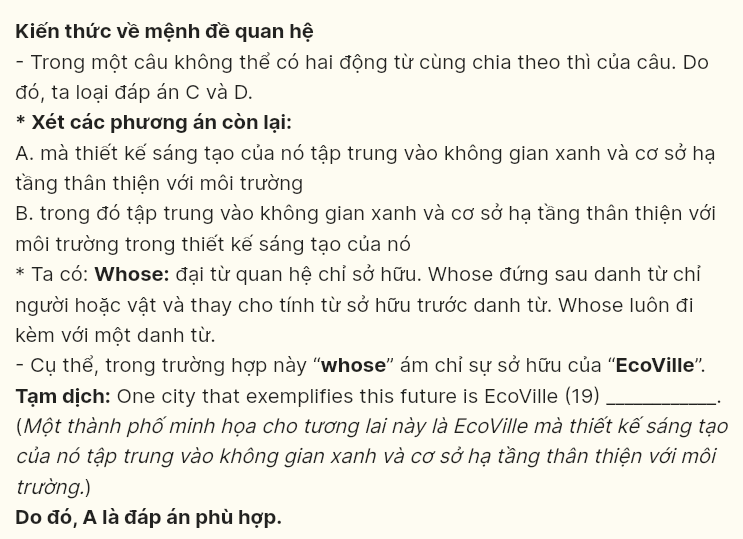 Kiến thức về mệnh đề quan hệ
- Trong một câu không thể có hai động từ cùng chia theo thì của câu. Do
đó, ta loại đáp án C và D.
* Xét các phương án còn lại:
A. mà thiết kế sáng tạo của nó tập trung vào không gian xanh và cơ sở hạ
tầng thân thiện với môi trường
B. trong đó tập trung vào không gian xanh và cơ sở hạ tầng thân thiện với
môi trường trong thiết kế sáng tạo của nó
* Ta có: Whose: đại từ quan hệ chỉ sở hữu. Whose đứng sau danh từ chỉ
người hoặc vật và thay cho tính từ sở hữu trước danh từ. Whose luôn đi
kèm với một danh từ.
- Cụ thể, trong trường hợp này “whose” ám chỉ sự sở hữu của “EcoVille”.
Tạm dịch: One city that exemplifies this future is EcoVille (19) ____________.
(Một thành phố minh họa cho tương lai này là EcoVille mà thiết kế sáng tạo
của nó tập trung vào không gian xanh và cơ sở hạ tầng thân thiện với môi
trường.)
Do đó, A là đáp án phù hợp.